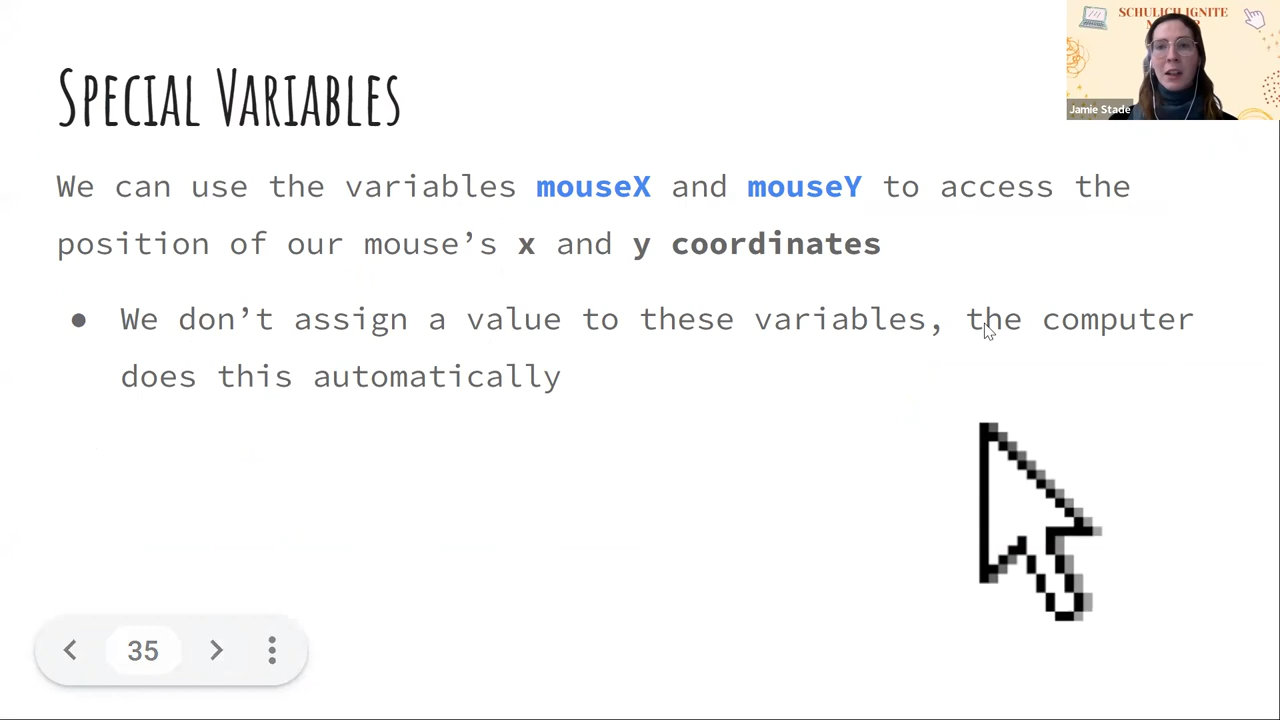 SPECIAL VARIABLES
We can use the variables mouseX and mouseY to access the
position of our mouse’s x and y coordinates
● We don’t assign a value to these variables, the computer
does this automatically
35
SCHULICH IGNITE
Jamie Stade